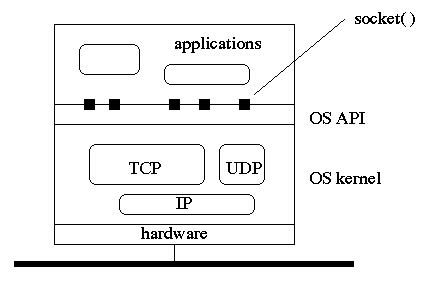 socket( )
applications
OS API
TCP
UDP
OS kernel
IP
hardware